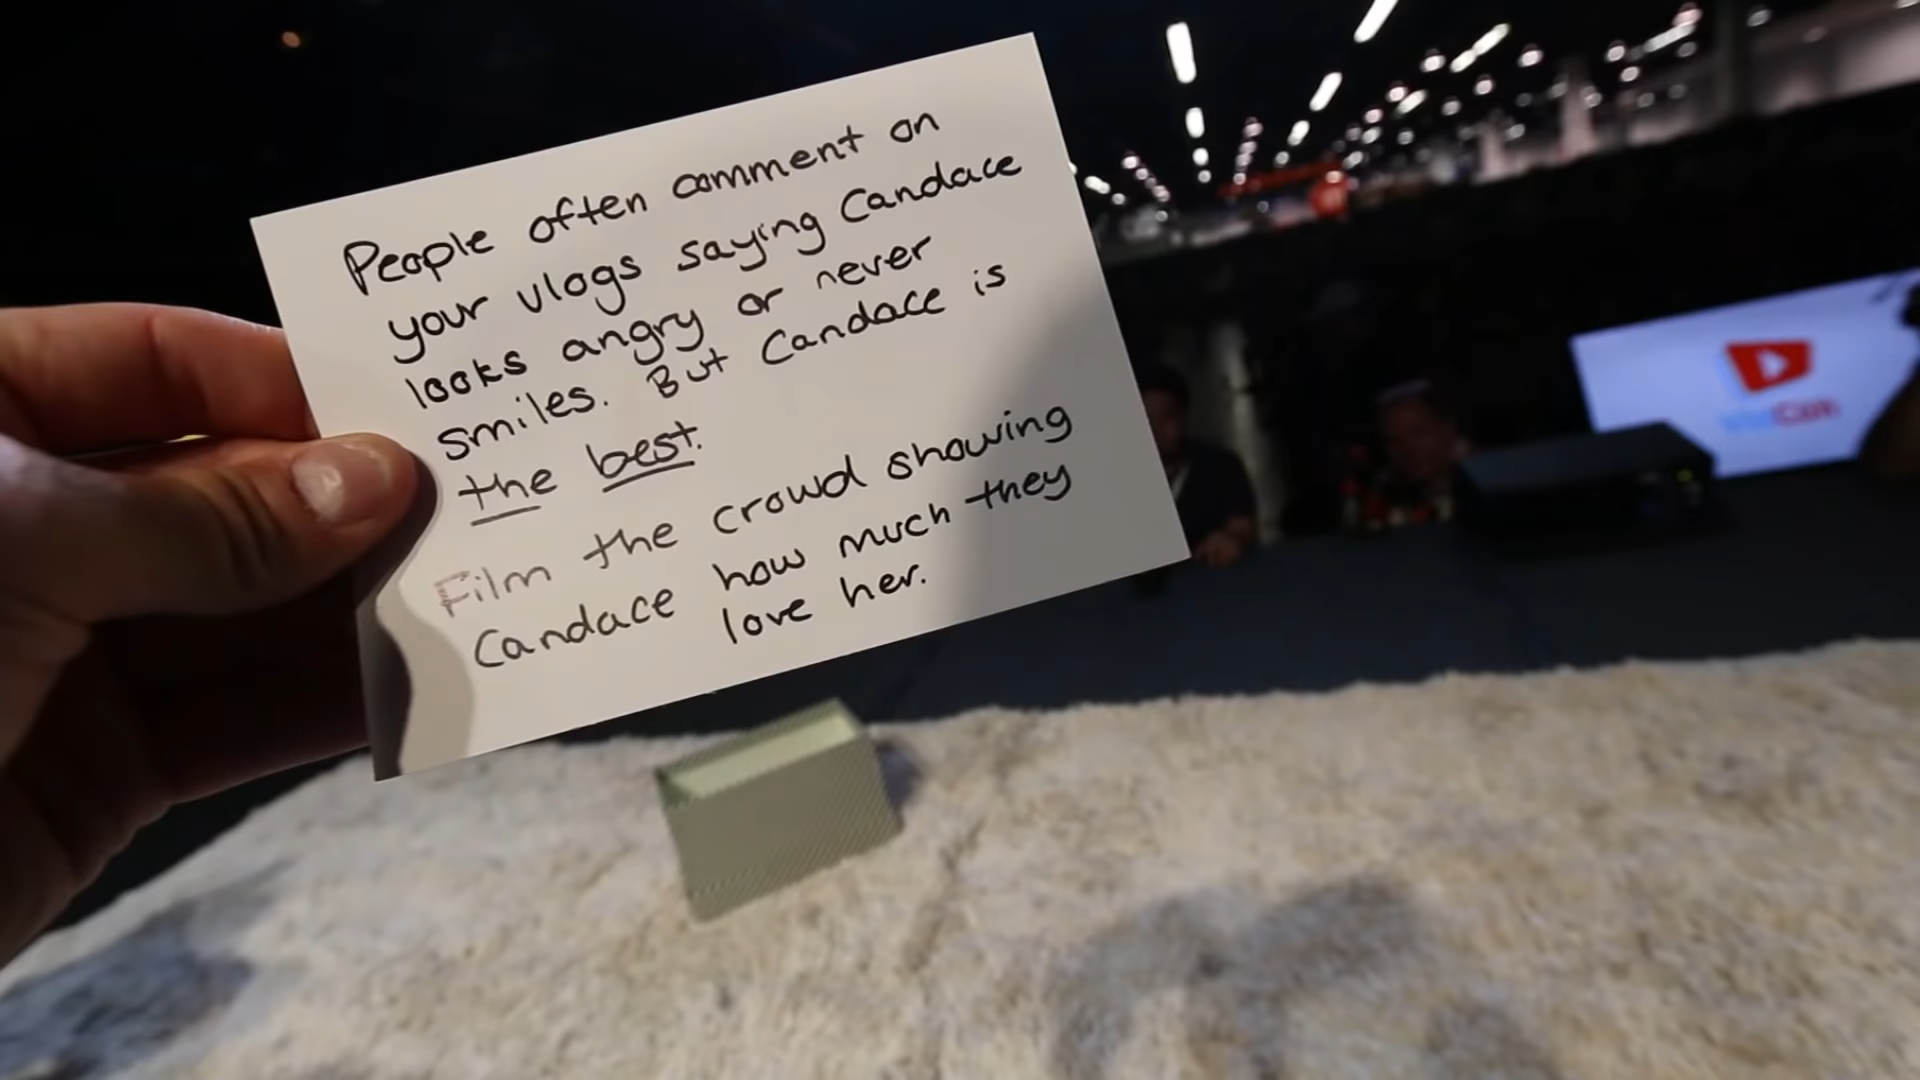 People often comment on
your vlogs saying Candace
looks angry or never
smiles. But Candace is
the best.
Film the crowd showing
Candace how much they
love her.
VidCon